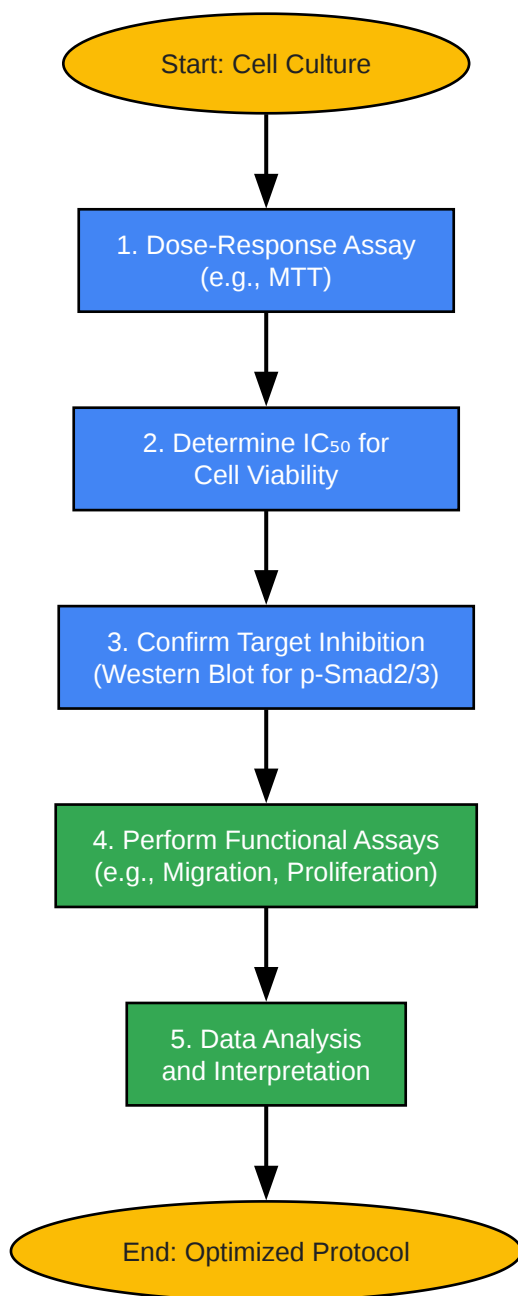 Start: Cell Culture
1. Dose-Response Assay
(e.g., MTT)
2. Determine IC₅₀ for
Cell Viability
3. Confirm Target Inhibition
(Western Blot for p-Smad2/3)
4. Perform Functional Assays
(e.g., Migration, Proliferation)
5. Data Analysis
and Interpretation
End: Optimized Protocol